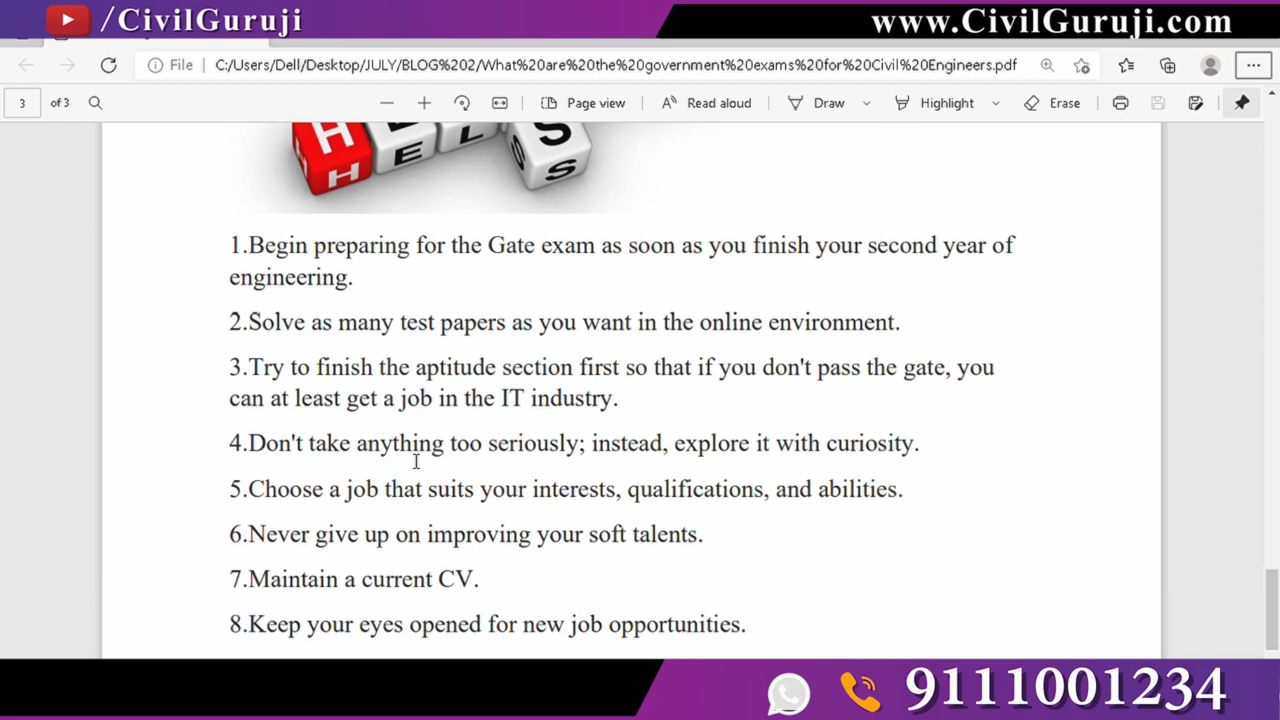 /CivilGuruji
www.CivilGuruji.com
File C:/Users/Dell/Desktop/JULY/BLOG%202/What%20are%20the%20government%20exams%20for%20Civil%20Engineers.pdf
3 of 3 Page view Read aloud Draw Highlight Erase
H E L S
H E L S S
1.Begin preparing for the Gate exam as soon as you finish your second year of
engineering.
2.Solve as many test papers as you want in the online environment.
3.Try to finish the aptitude section first so that if you don't pass the gate, you
can at least get a job in the IT industry.
4.Don't take anything too seriously; instead, explore it with curiosity.
5.Choose a job that suits your interests, qualifications, and abilities.
6.Never give up on improving your soft talents.
7.Maintain a current CV.
8.Keep your eyes opened for new job opportunities.
9111001234